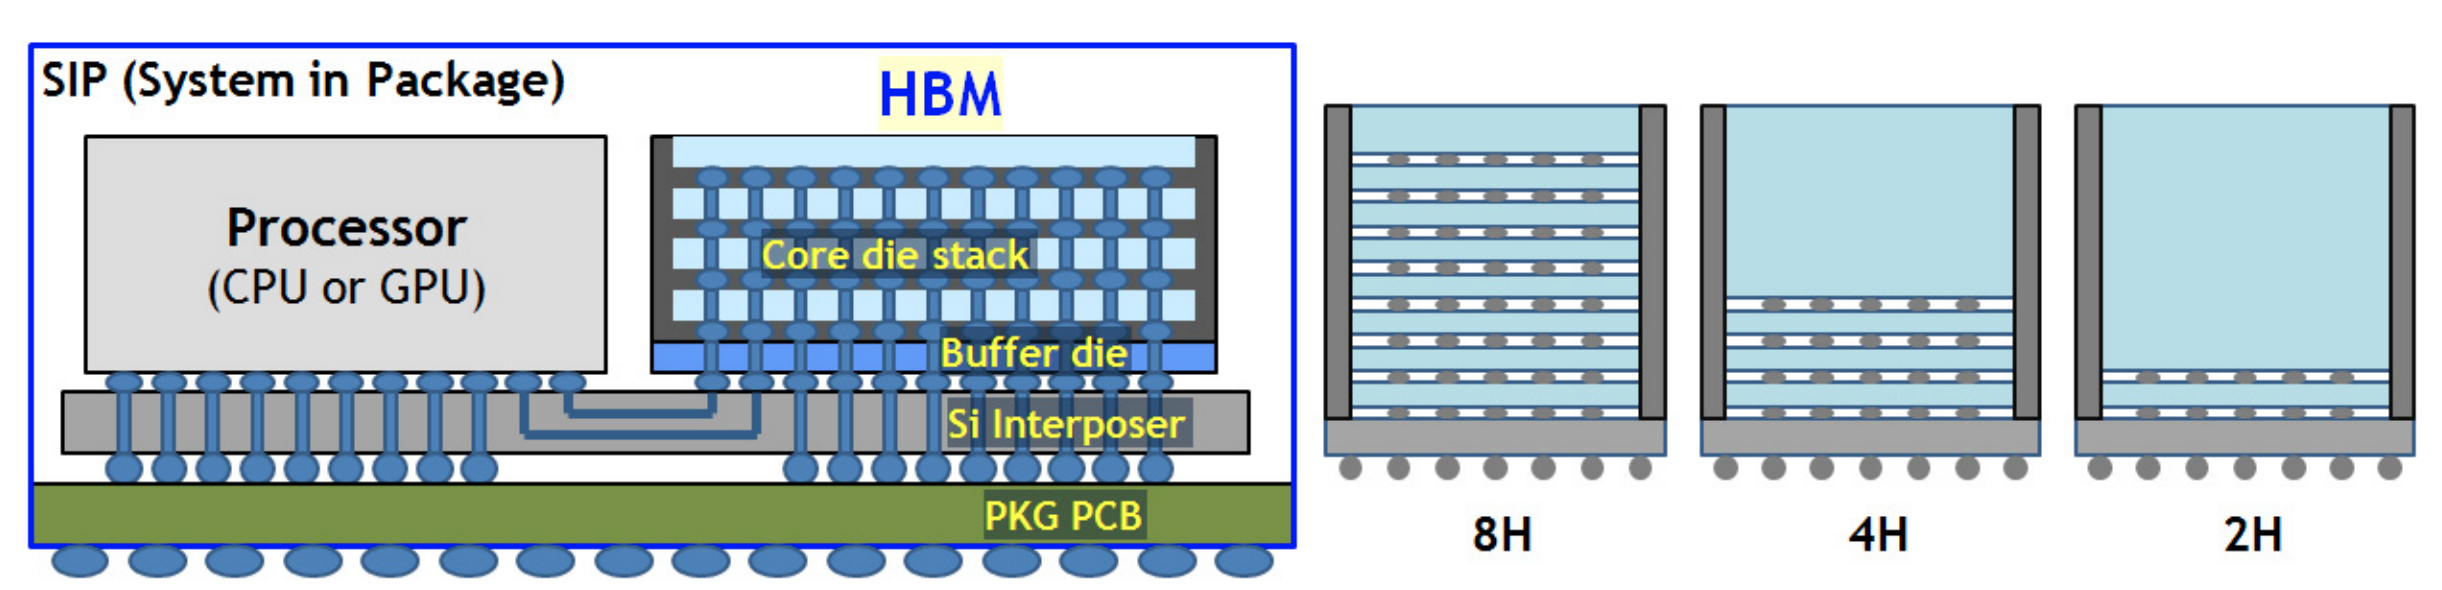 SIP (System in Package)
HBM
Processor
(CPU or GPU)
Core die stack
Buffer die
Si Interposer
PKG PCB
8H
4H
2H